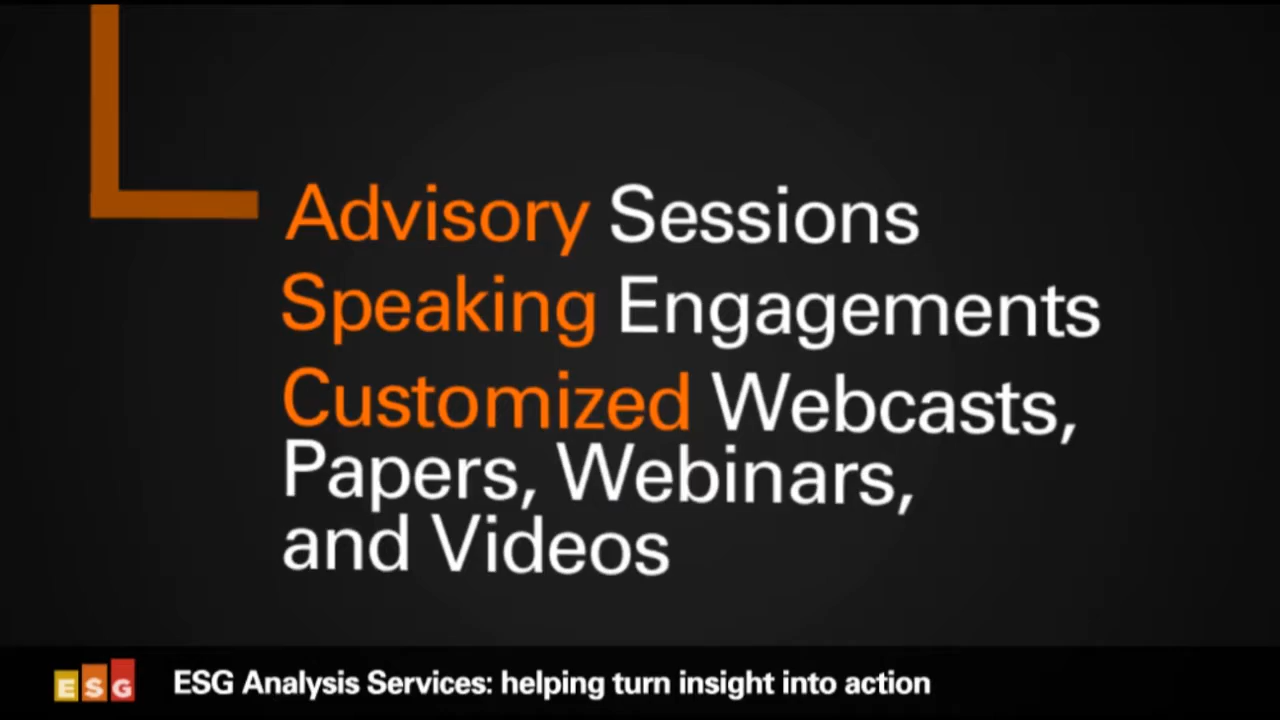 Advisory Sessions
Speaking Engagements
Customized Webcasts,
Papers, Webinars,
and Videos
ESG ESG Analysis Services: helping turn insight into action